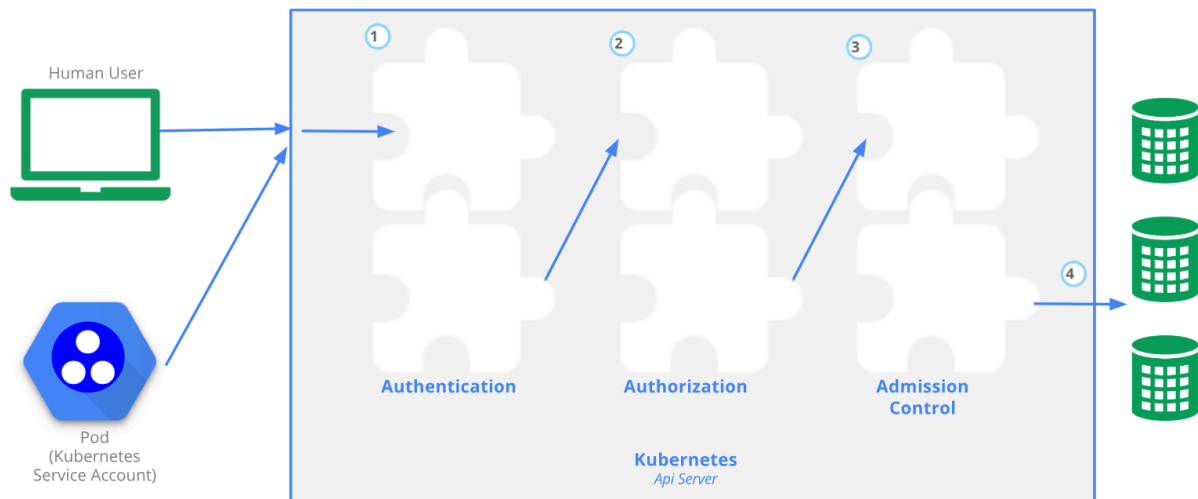 1
2
3
Human User
4
Authentication
Authorization
Admission
Control
Pod
(Kubernetes
Service Account)
Kubernetes
Api Server